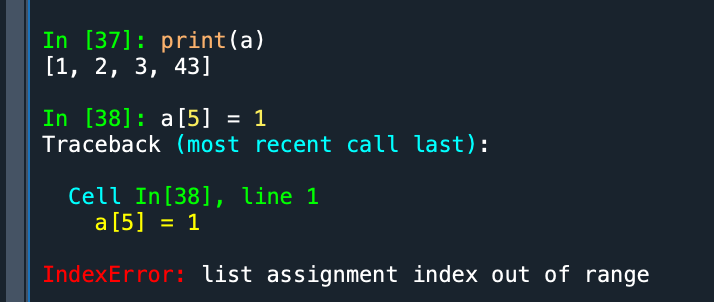 In [37]: print(a)
[1, 2, 3, 43]
In [38]: a[5] = 1
Traceback (most recent call last):
Cell In[38], line 1
a[5] = 1
IndexError: list assignment index out of range